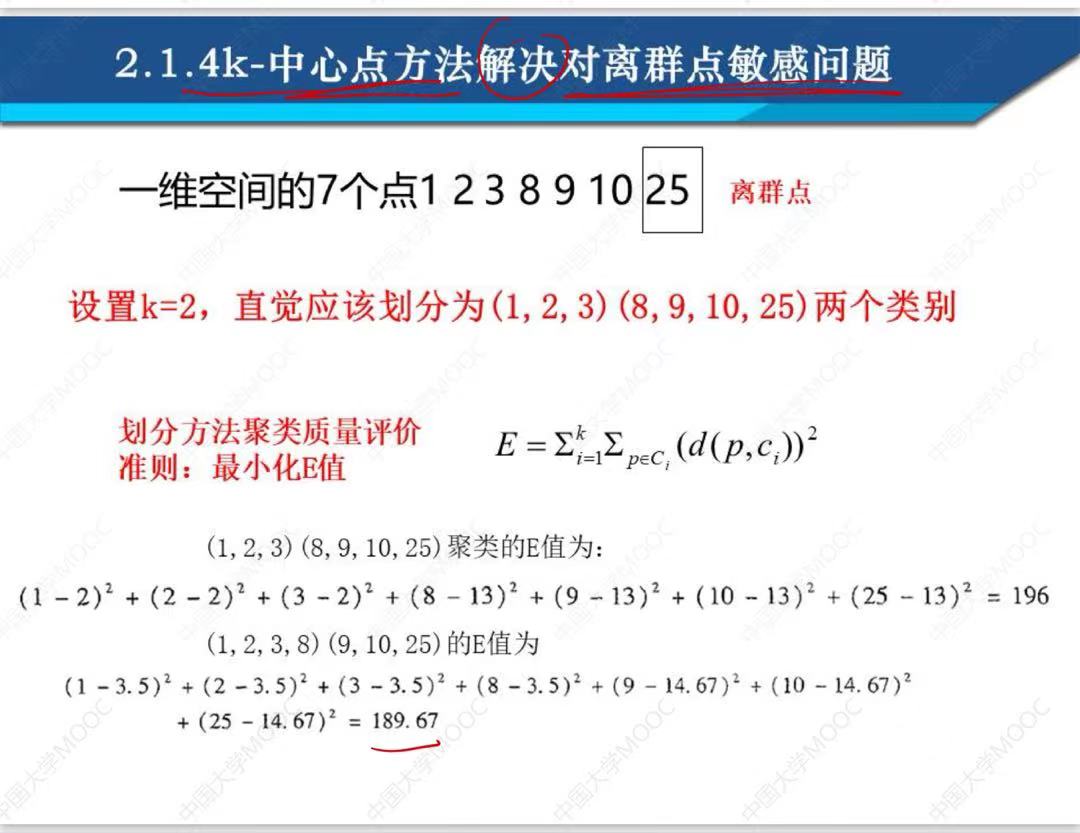 2.1.4k-中心点方法解决对离群点敏感问题
一维空间的7个点1 2 3 8 9 10 25 离群点
设置k=2，直觉应该划分为(1,2,3)(8,9,10,25)两个类别
划分方法聚类质量评价
准则：最小化E值
E = Σ_{i=1}^{k} Σ_{p∈C_i} (d(p,c_i))²
(1,2,3)(8,9,10,25)聚类的E值为：
(1 - 2)² + (2 - 2)² + (3 - 2)² + (8 - 13)² + (9 - 13)² + (10 - 13)² + (25 - 13)² = 196
(1,2,3,8)(9,10,25)的E值为
(1 - 3.5)² + (2 - 3.5)² + (3 - 3.5)² + (8 - 3.5)² + (9 - 14.67)² + (10 - 14.67)²
+ (25 - 14.67)² = 189.67
中国大学MOOC